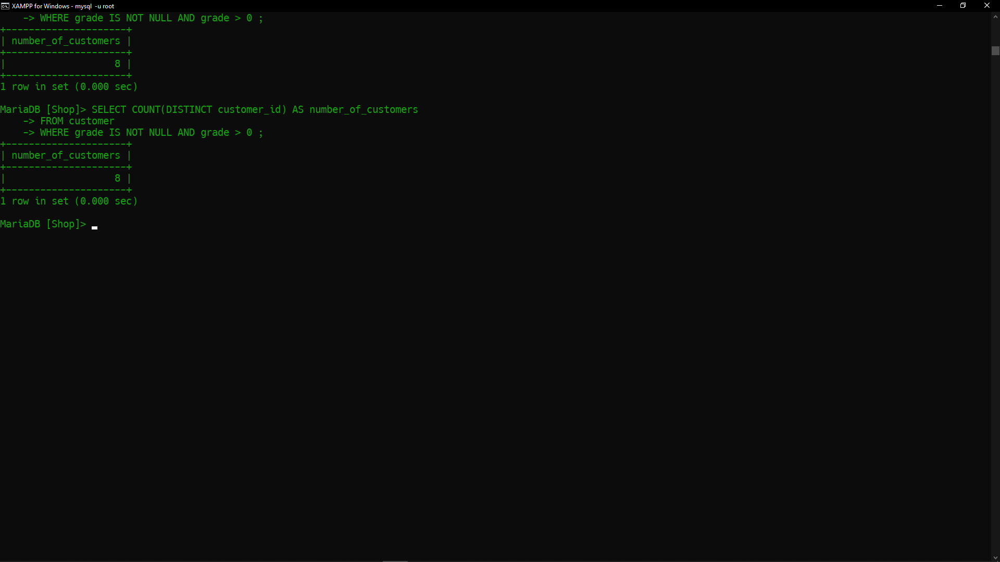 XAMPP for Windows - mysql  -u root
    -> WHERE grade IS NOT NULL AND grade > 0 ;
+---------------------+
| number_of_customers |
+---------------------+
|                   8 |
+---------------------+
1 row in set (0.000 sec)

MariaDB [Shop]> SELECT COUNT(DISTINCT customer_id) AS number_of_customers
    -> FROM customer
    -> WHERE grade IS NOT NULL AND grade > 0 ;
+---------------------+
| number_of_customers |
+---------------------+
|                   8 |
+---------------------+
1 row in set (0.000 sec)

MariaDB [Shop]>